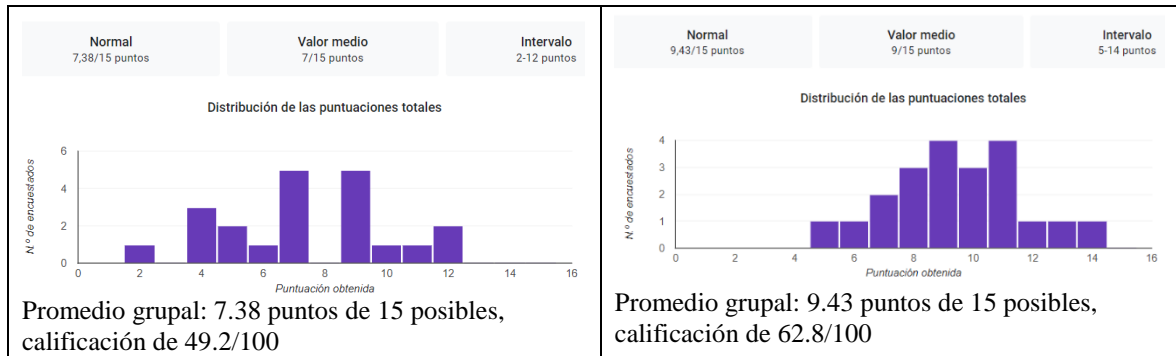 Normal
7,38/15 puntos
Valor medio
7/15 puntos
Intervalo
2-12 puntos
Distribución de las puntuaciones totales
6
4
2
0
N.º de encuestados
0 2 4 6 8 10 12 14 16
Puntuación obtenida
Promedio grupal: 7.38 puntos de 15 posibles,
calificación de 49.2/100
Normal
9,43/15 puntos
Valor medio
9/15 puntos
Intervalo
5-14 puntos
Distribución de las puntuaciones totales
4
3
2
1
0
N.º de encuestados
0 2 4 6 8 10 12 14 16
Puntuación obtenida
Promedio grupal: 9.43 puntos de 15 posibles,
calificación de 62.8/100